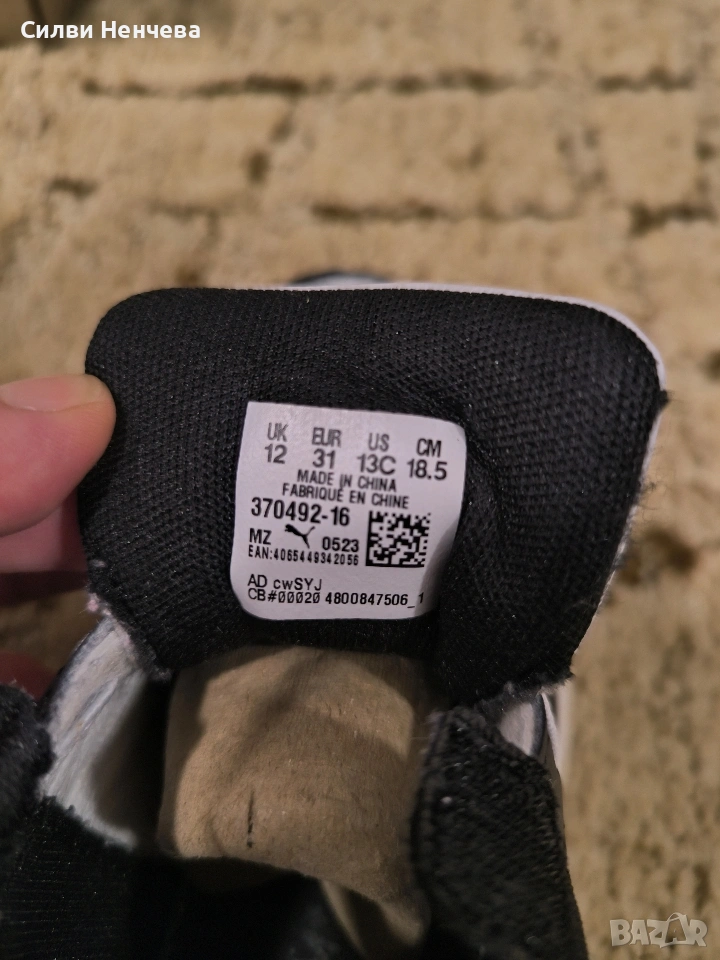 Силви Ненчева
UK EUR US CM
12 31 13C 18.5
MADE IN CHINA
FABRIQUÉ EN CHINE
370492-16
MZ 0523
EAN:4065449342056
AD cwSYJ
CB#00020 4800847506_1
BAZAR